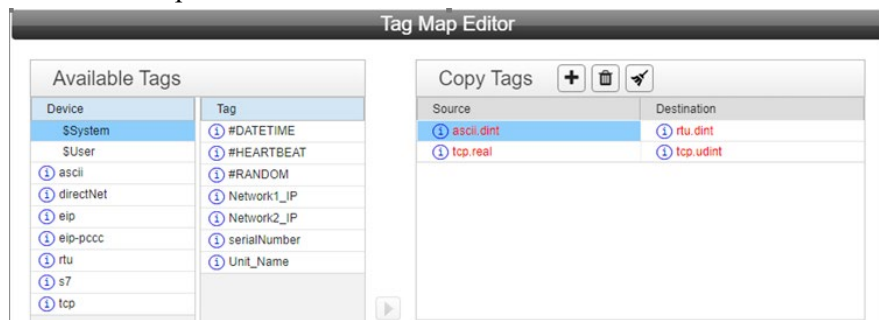 Tag Map Editor
Available Tags
Device Tag
$System #DATETIME
$User #HEARTBEAT
ascii #RANDOM
directNet Network1_IP
eip Network2_IP
eip-pccc serialNumber
rtu Unit_Name
s7
tcp
Copy Tags
Source Destination
ascii.dint rtu.dint
tcp.real tcp.udint